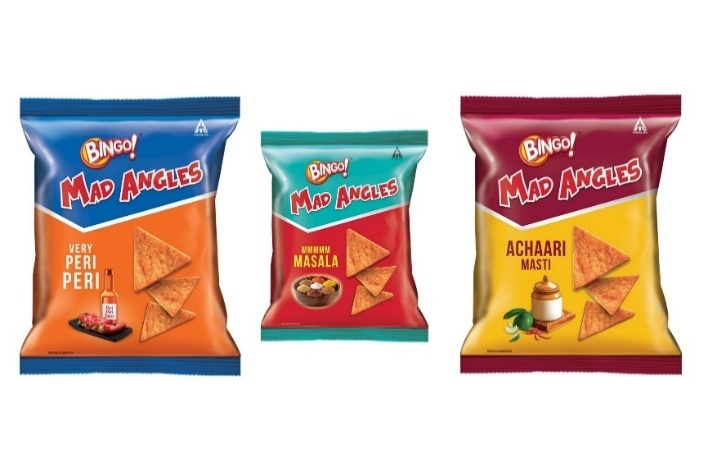 BINGO!
MAD ANGLES
VERY
PERI
PERI
BINGO!
MAD ANGLES
MMMMM
MASALA
BINGO!
MAD ANGLES
ACHAARI
MASTI